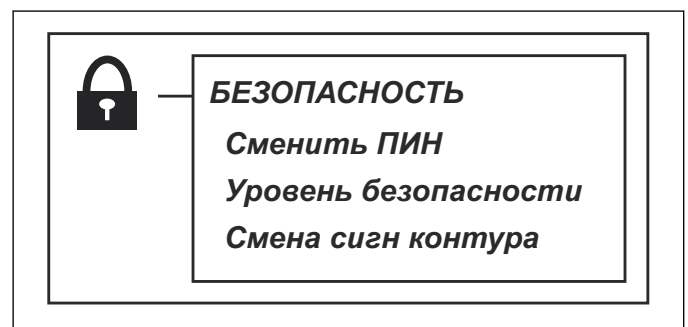 БЕЗОПАСНОСТЬ
Сменить ПИН
Уровень безопасности
Смена сигн контура